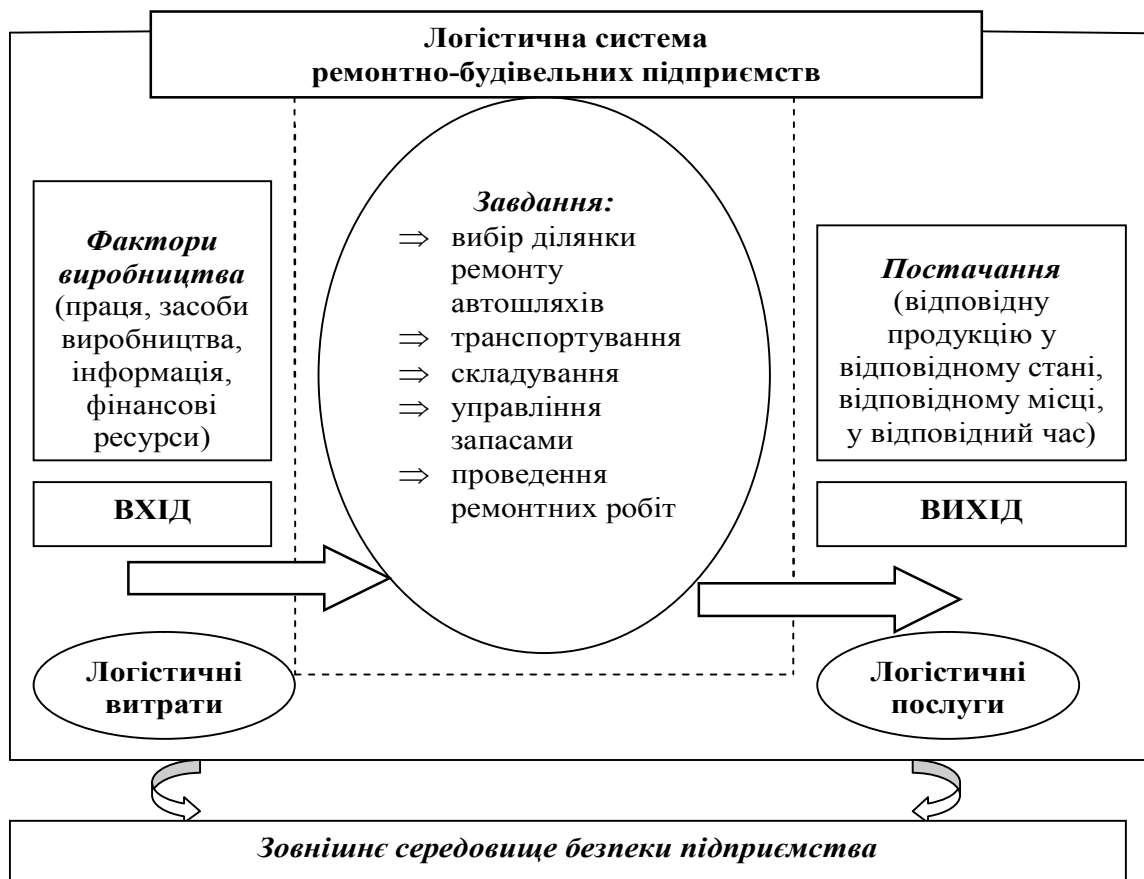 Логістична система
ремонтно-будівельних підприємств
Фактори
виробництва
(праця, засоби
виробництва,
інформація,
фінансові
ресурси)
ВХІД
Завдання:
⇒ вибір ділянки
ремонту
автошляхів
⇒ транспортування
⇒ складування
⇒ управління
запасами
⇒ проведення
ремонтних робіт
Постачання
(відповідну
продукцію у
відповідному стані,
відповідному місці,
у відповідний час)
ВИХІД
Логістичні
витрати
Логістичні
послуги
Зовнішнє середовище безпеки підприємства